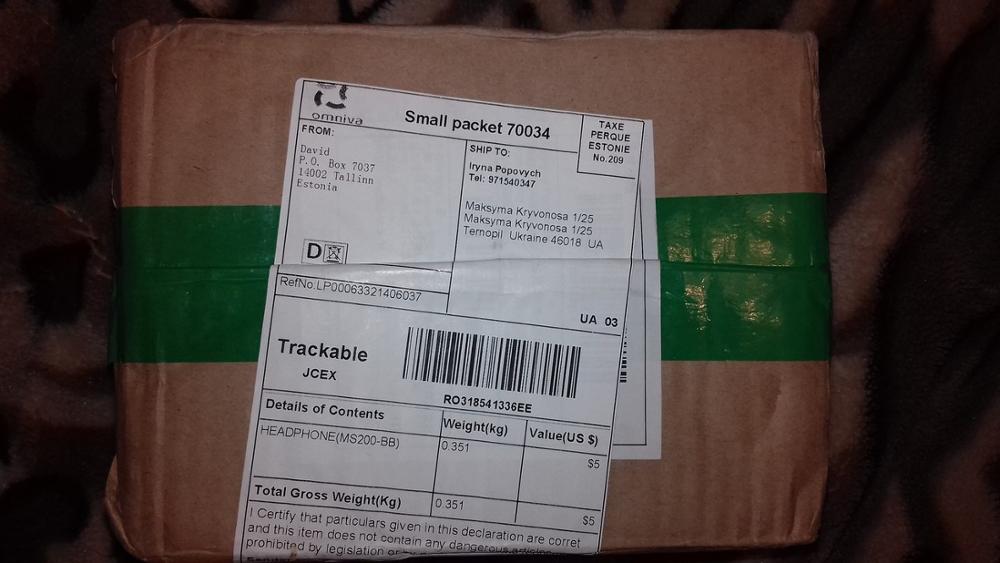 omniva
Small packet 70034
TAXE
PERQUE
ESTONIE
No.209
FROM:
David
P.O. Box 7037
14002 Tallinn
Estonia
SHIP TO:
Iryna Popovych
Tel: 971540347
Maksyma Kryvonosa 1/25
Maksyma Kryvonosa 1/25
Ternopil Ukraine 46018 UA
D
RefNo:LP00063321406037
UA 03
Trackable
JCEX
RO318541336EE
Details of Contents
Weight(kg)
Value(US $)
HEADPHONE(MS200-BB)
0.351
$5
Total Gross Weight(Kg)
0.351
$5
I Certify that particulars given in this declaration are corret
and this item does not contain any dangerous articles
prohibited by legislation or by